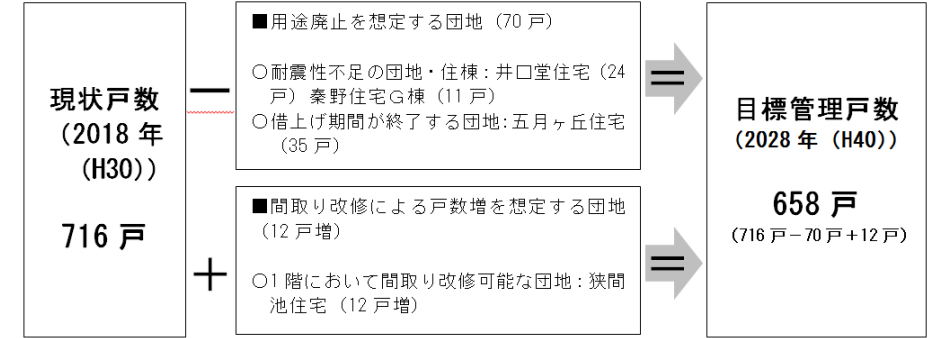 現状戸数
(2018 年
(H30))
716 戸
－
■用途廃止を想定する団地（70 戸）
○耐震性不足の団地・住棟：井口堂住宅（24
戸） 秦野住宅Ｇ棟（11 戸）
○借上げ期間が終了する団地:五月ヶ丘住宅
（35 戸）
＝
＋
■間取り改修による戸数増を想定する団地
（12 戸増）
○1 階において間取り改修可能な団地：狭間
池住宅（12 戸増）
＝
目標管理戸数
(2028 年 (H40))
658 戸
(716 戸－70 戸＋12 戸)